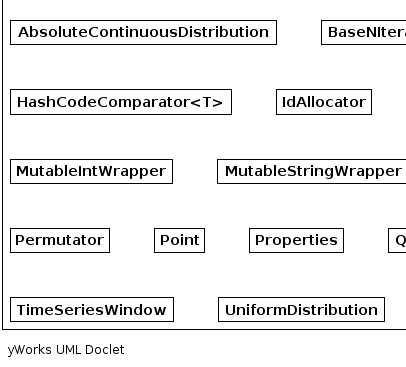 AbsoluteContinuousDistribution BaseNItera
HashCodeComparator<T> IdAllocator
MutableIntWrapper MutableStringWrapper
Permutator Point Properties Q
TimeSeriesWindow UniformDistribution
yWorks UML Doclet